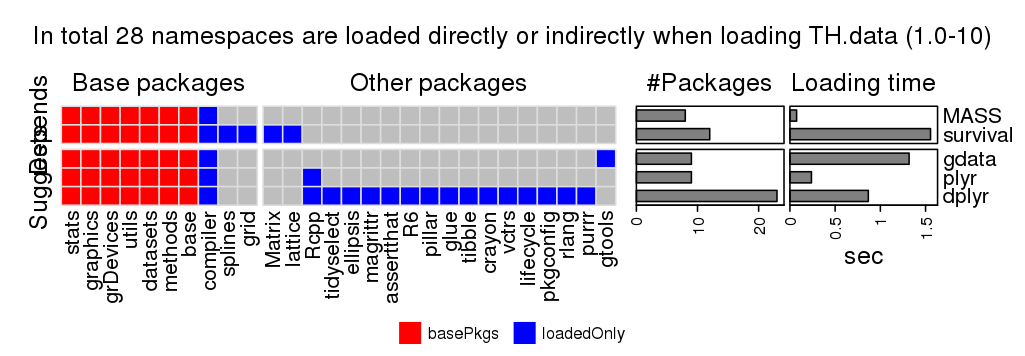 In total 28 namespaces are loaded directly or indirectly when loading TH.data (1.0-10)
Base packages
Other packages
#Packages
Loading time
Depends
Suggests
MASS
survival
gdata
plyr
dplyr
stats
graphics
grDevices
utils
datasets
methods
base
compiler
splines
grid
Matrix
lattice
Rcpp
tidyselect
ellipsis
magrittr
assertthat
R6
pillar
glue
tibble
crayon
vctrs
lifecycle
pkgconfig
rlang
purrr
gtools
0
10
20
0
0.5
1
1.5
sec
basePkgs
loadedOnly